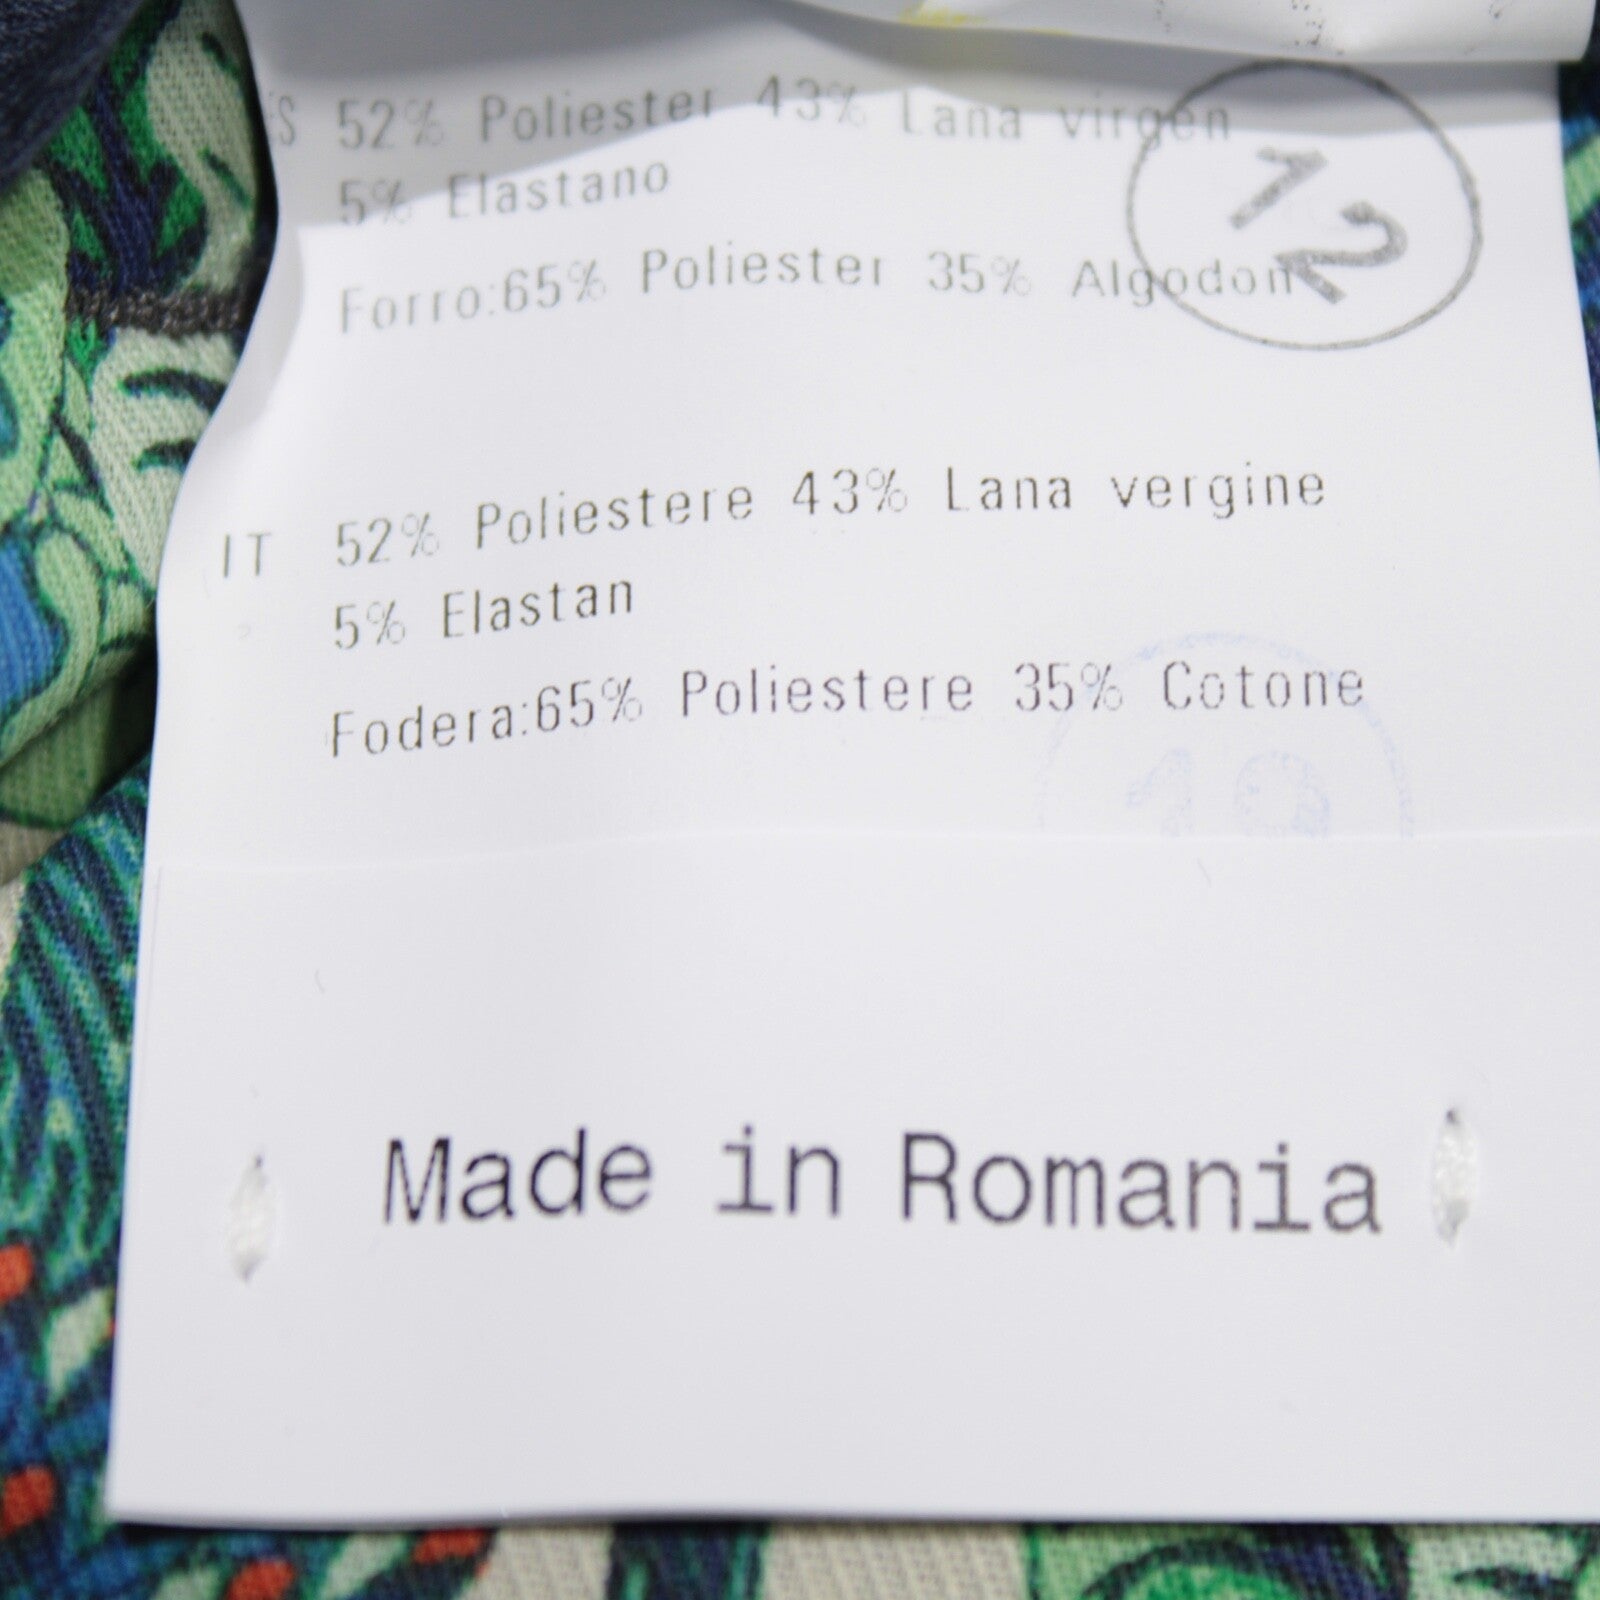 ES 52% Poliester 43% Lana virgen
5% Elastano
Forro:65% Poliester 35% Algodon
12
IT 52% Poliestere 43% Lana vergine
5% Elastan
Fodera:65% Poliestere 35% Cotone
19
Made in Romania